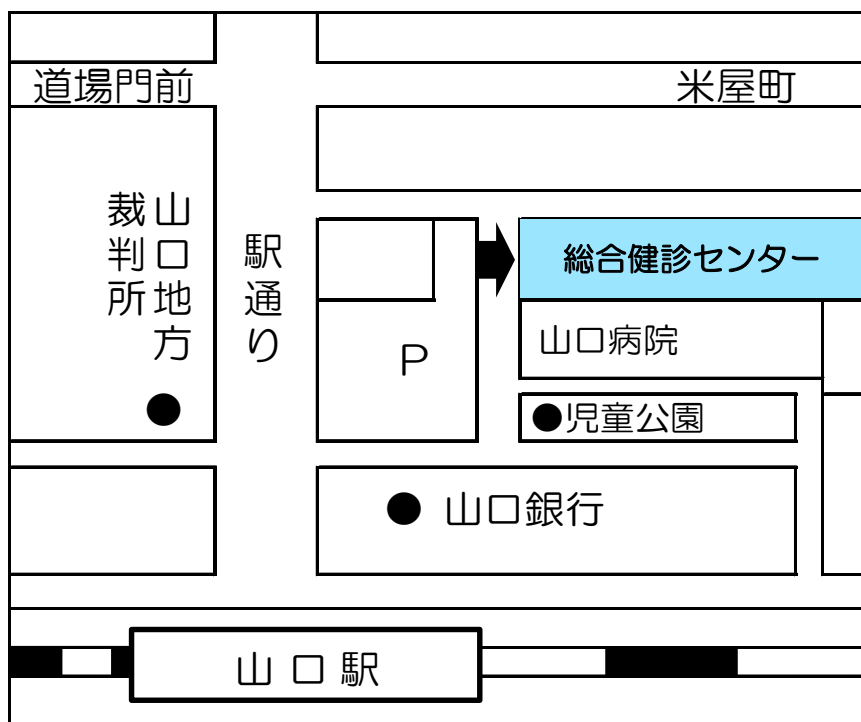 道場門前
米屋町
山口地方
裁判所
駅通り
総合健診センター
山口病院
P
●児童公園
● 山口銀行
山口駅